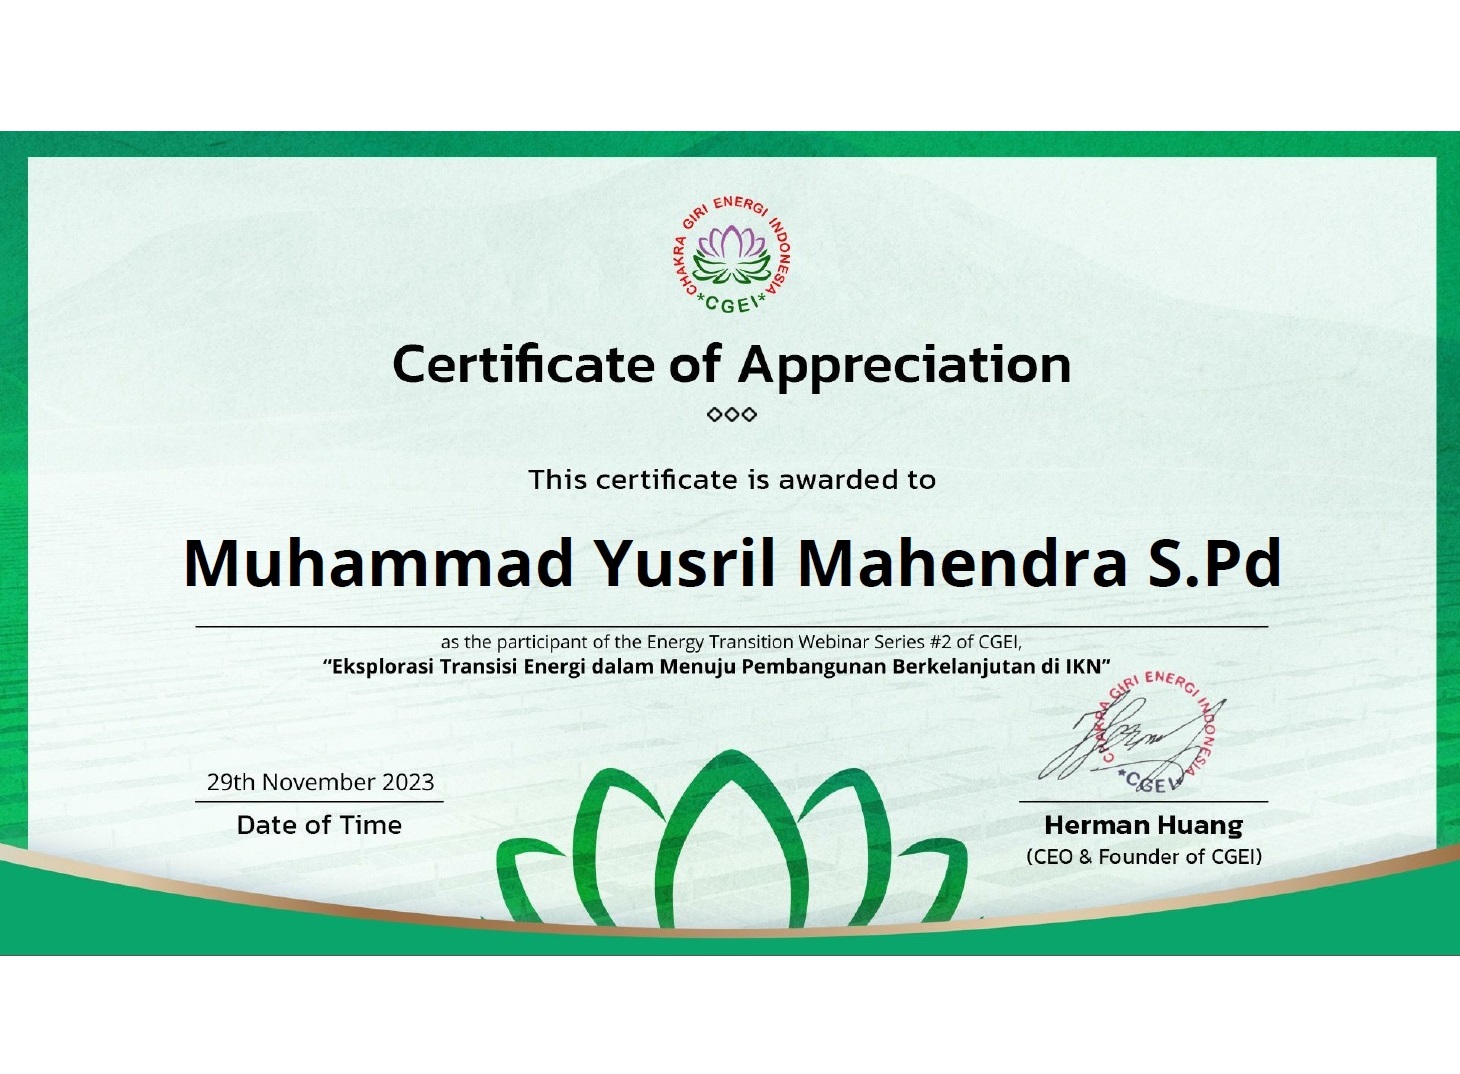 CHAKRA GIRI ENERGI INDONESIA
*CGEI*
Certificate of Appreciation
This certificate is awarded to
Muhammad Yusril Mahendra S.Pd
as the participant of the Energy Transition Webinar Series #2 of CGEI,
“Eksplorasi Transisi Energi dalam Menuju Pembangunan Berkelanjutan di IKN”
CHAKRA GIRI ENERGI INDONESIA
*CGEI*
29th November 2023
Date of Time
Herman Huang
(CEO & Founder of CGEI)